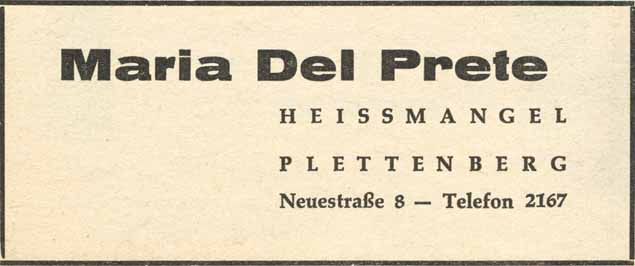 Maria Del Prete
HEISSMANGEL
PLETTENBERG
Neuestraße 8 — Telefon 2167